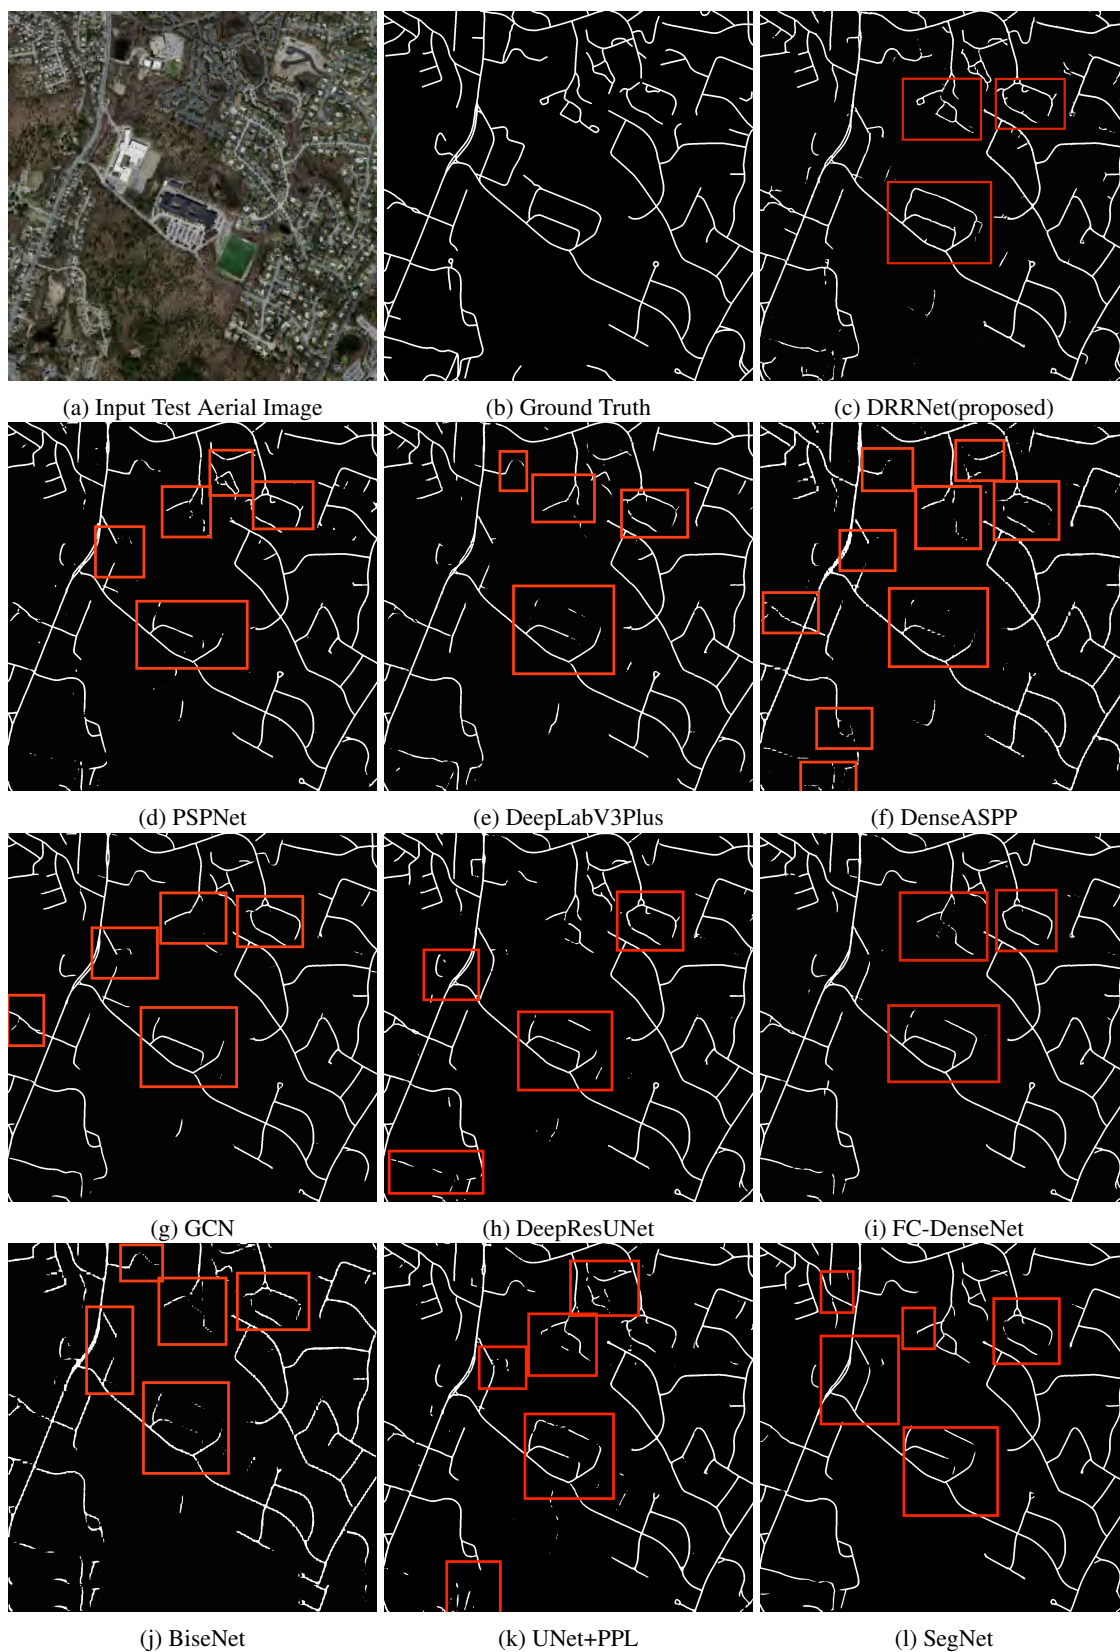 (a) Input Test Aerial Image
(b) Ground Truth
(c) DRRNet(proposed)
(d) PSPNet
(e) DeepLabV3Plus
(f) DenseASPP
(g) GCN
(h) DeepResUNet
(i) FC-DenseNet
(j) BiseNet
(k) UNet+PPL
(l) SegNet